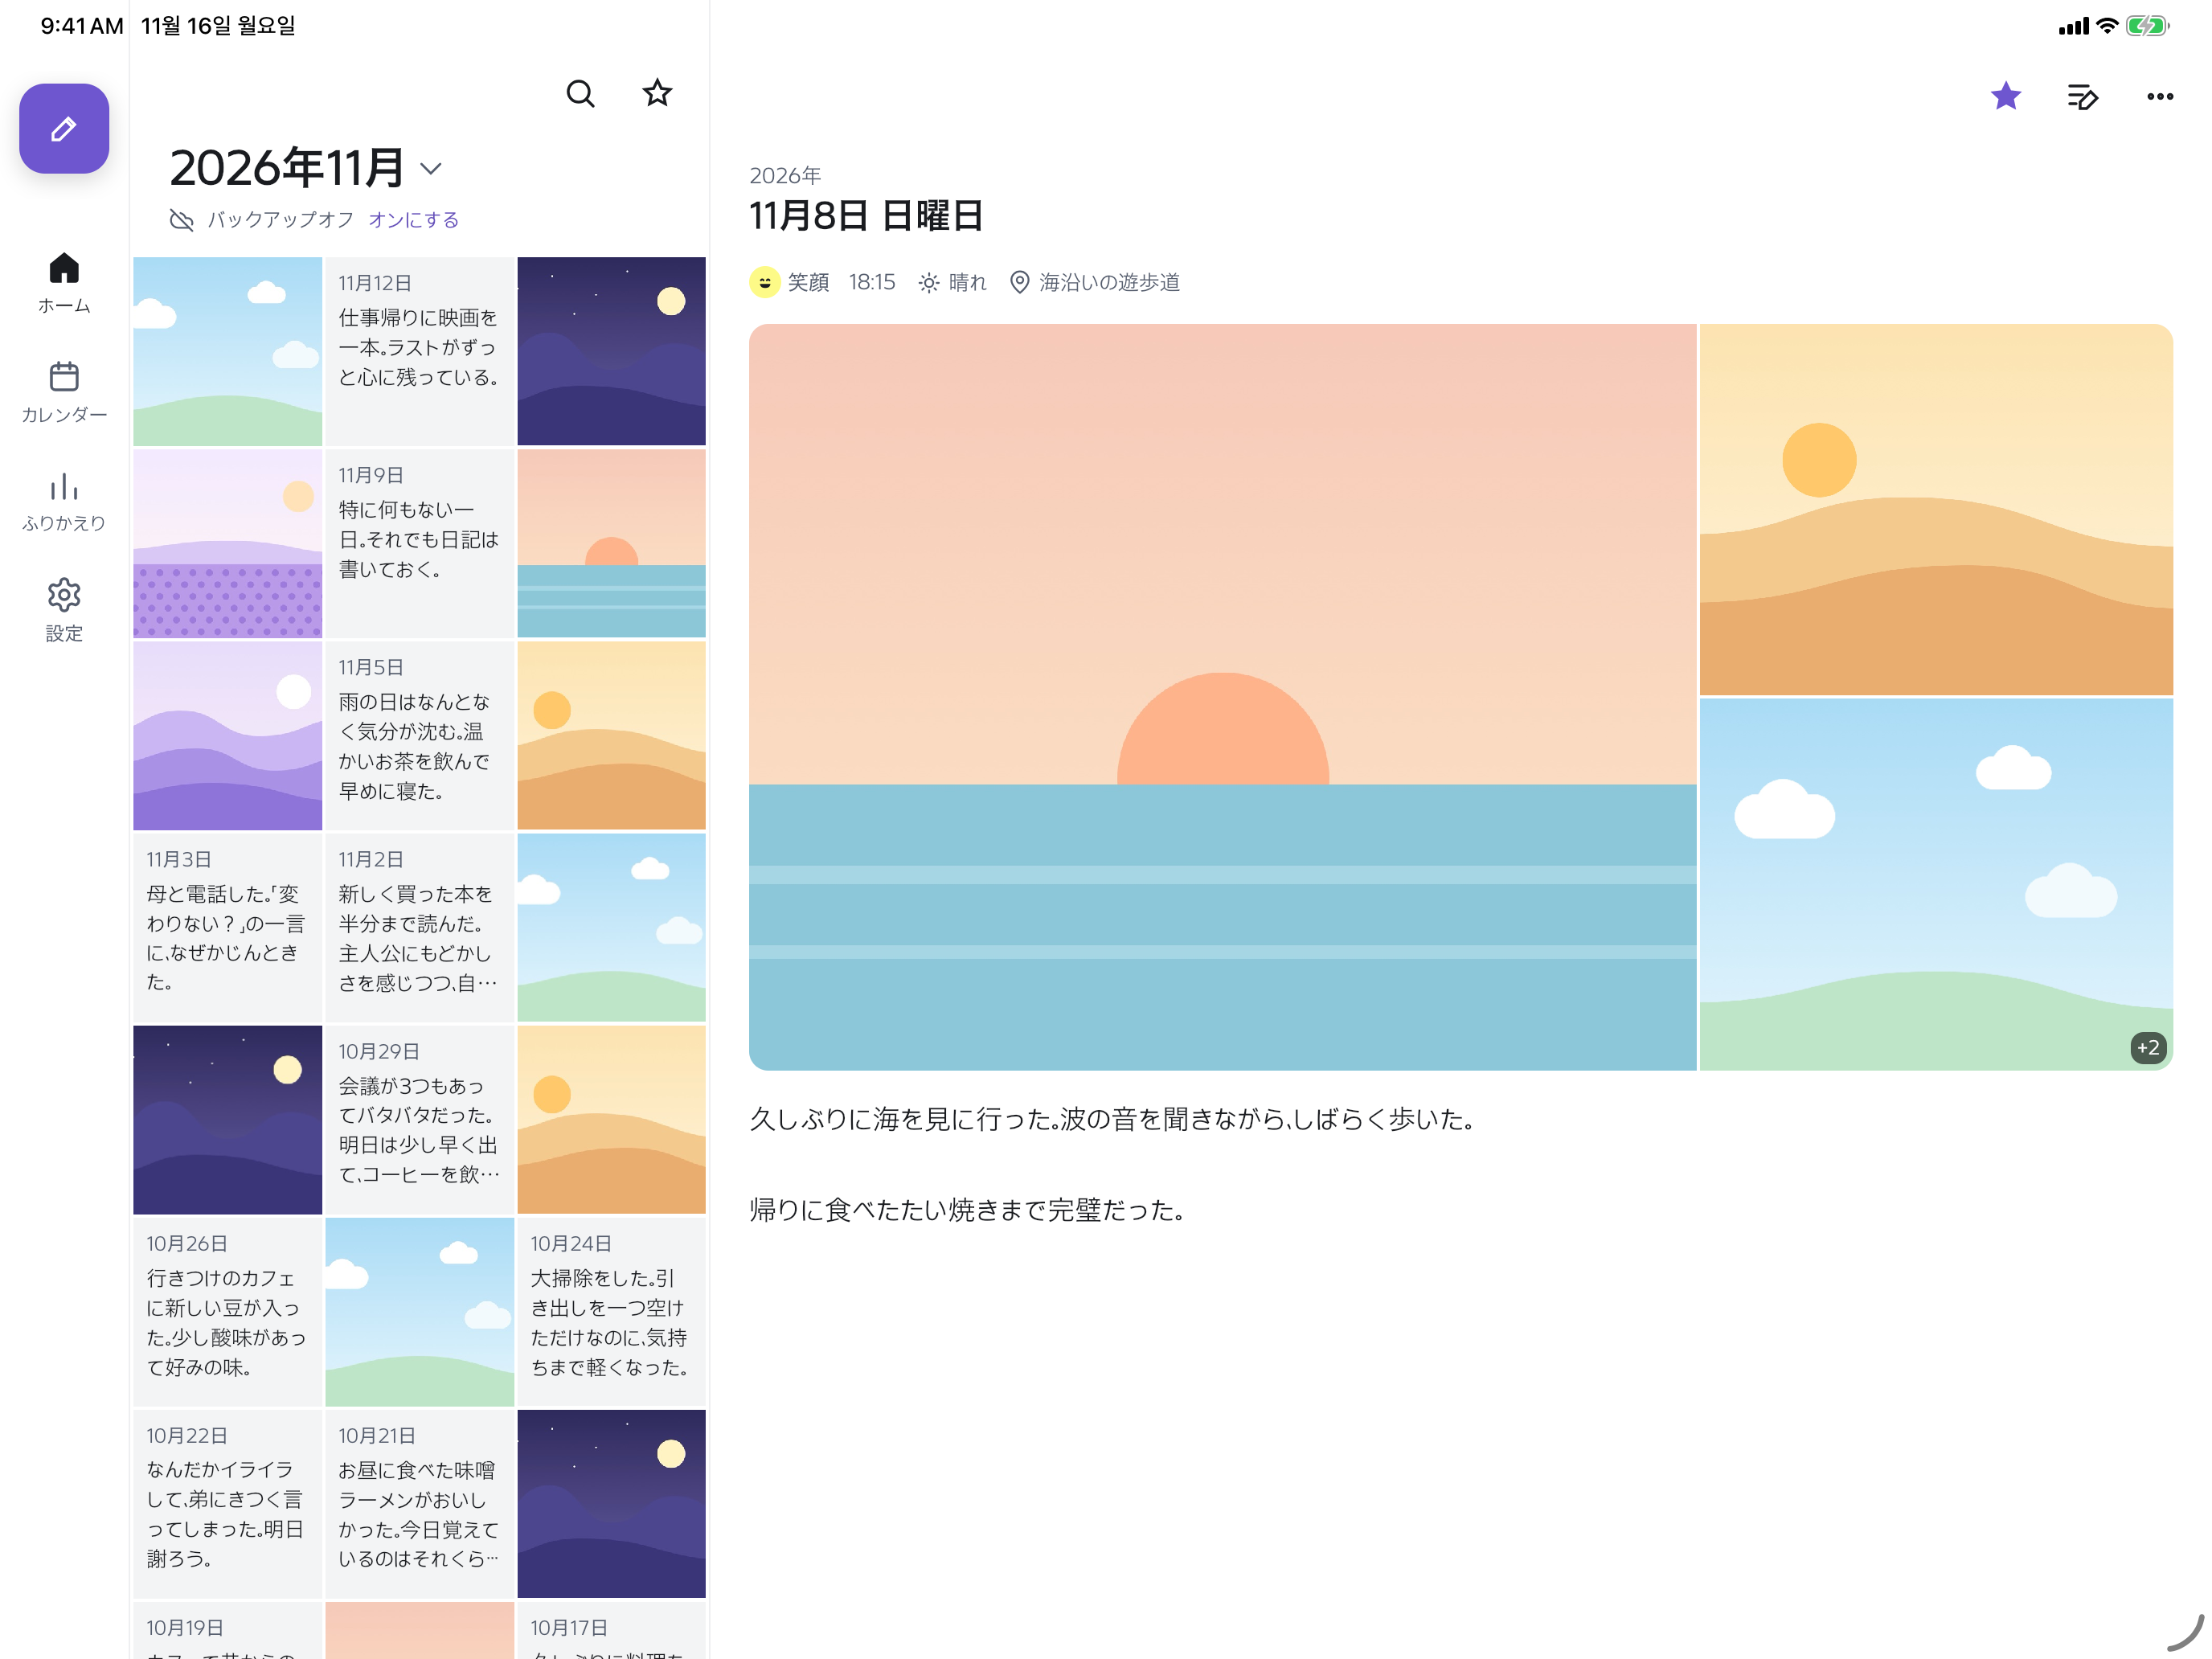 9:41 AM 11월 16일 월요일
ホーム
カレンダー
ふりかえり
設定
2026年11月
バックアップオフ オンにする
11月12日
仕事帰りに映画を
一本。ラストがずっ
と心に残っている。
11月9日
特に何もない一
日。それでも日記は
書いておく。
11月5日
雨の日はなんとな
く気分が沈む。温
かいお茶を飲んで
早めに寝た。
11月3日
母と電話した。「変
わりない？」の一言
に、なぜかじんとき
た。
11月2日
新しく買った本を
半分まで読んだ。
主人公にもどかし
さを感じつつ、自…
10月29日
会議が3つもあっ
てバタバタだった。
明日は少し早く出
て、コーヒーを飲…
10月26日
行きつけのカフェ
に新しい豆が入っ
た。少し酸味があっ
て好みの味。
10月24日
大掃除をした。引
き出しを一つ空け
ただけなのに、気持
ちまで軽くなった。
10月22日
なんだかイライラ
して、弟にきつく言
ってしまった。明日
謝ろう。
10月21日
お昼に食べた味噌
ラーメンがおいし
かった。今日覚えて
いるのはそれくら…
10月19日
10月17日
2026年
11月8日 日曜日
笑顔 18:15 晴れ 海沿いの遊歩道
+2
久しぶりに海を見に行った。波の音を聞きながら、しばらく歩いた。
帰りに食べたたい焼きまで完璧だった。